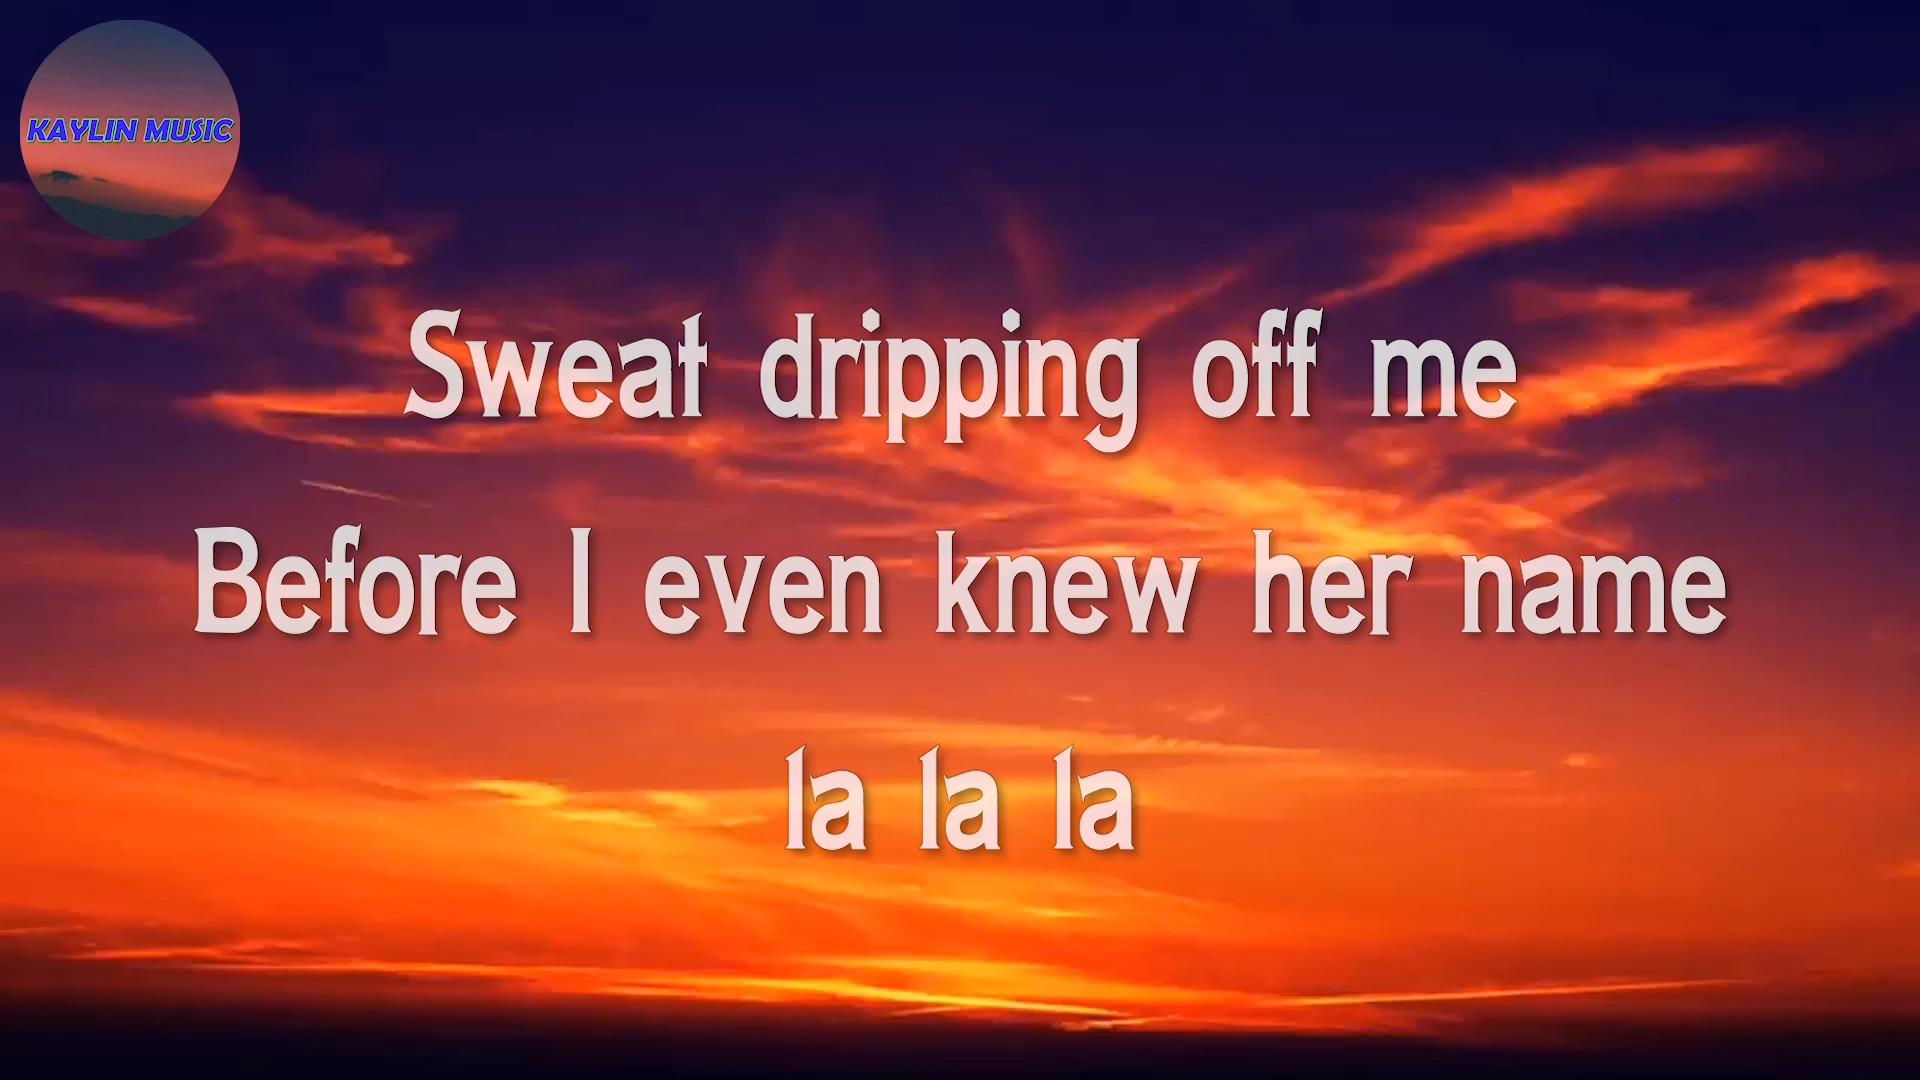 KAYLIN MUSIC
Sweat dripping off me
Before I even knew her name
la la la